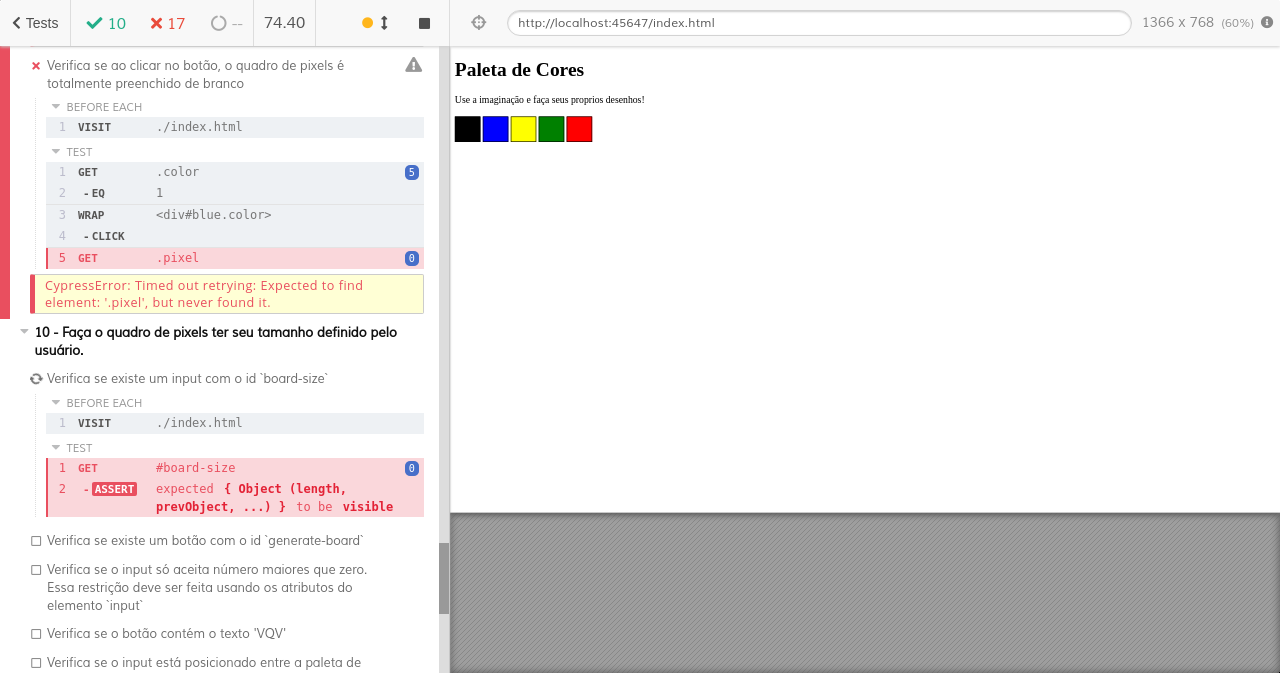 Tests 10 17 -- 74.40 http://localhost:45647/index.html 1366 x 768 (60%)
Verifica se ao clicar no botão, o quadro de pixels é
totalmente preenchido de branco
BEFORE EACH
1 VISIT ./index.html
TEST
1 GET .color 5
2 - EQ 1
3 WRAP <div#blue.color>
4 - CLICK
5 GET .pixel 0
CypressError: Timed out retrying: Expected to find
element: '.pixel', but never found it.
10 - Faça o quadro de pixels ter seu tamanho definido pelo
usuário.
Verifica se existe um input com o id `board-size`
BEFORE EACH
1 VISIT ./index.html
TEST
1 GET #board-size 0
2 - ASSERT expected { Object (length,
prevObject, ...) } to be visible
Verifica se existe um botão com o id `generate-board`
Verifica se o input só aceita número maiores que zero.
Essa restrição deve ser feita usando os atributos do
elemento `input`
Verifica se o botão contém o texto 'VQV'
Verifica se o input está posicionado entre a paleta de
Paleta de Cores
Use a imaginação e faça seus proprios desenhos!